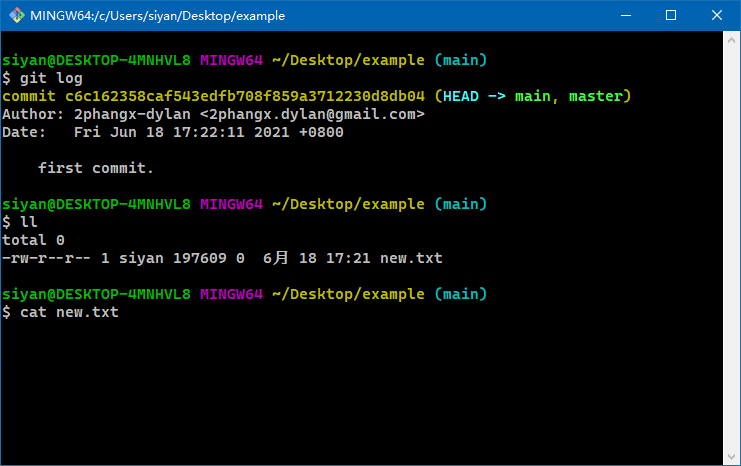 MINGW64:/c/Users/siyan/Desktop/example
siyan@DESKTOP-4MNHVL8 MINGW64 ~/Desktop/example (main)
$ git log
commit c6c162358caf543edfb708f859a3712230d8db04 (HEAD -> main, master)
Author: 2phangx-dylan <2phangx.dylan@gmail.com>
Date:   Fri Jun 18 17:22:11 2021 +0800
    first commit.
siyan@DESKTOP-4MNHVL8 MINGW64 ~/Desktop/example (main)
$ ll
total 0
-rw-r--r-- 1 siyan 197609 0  6月 18 17:21 new.txt
siyan@DESKTOP-4MNHVL8 MINGW64 ~/Desktop/example (main)
$ cat new.txt